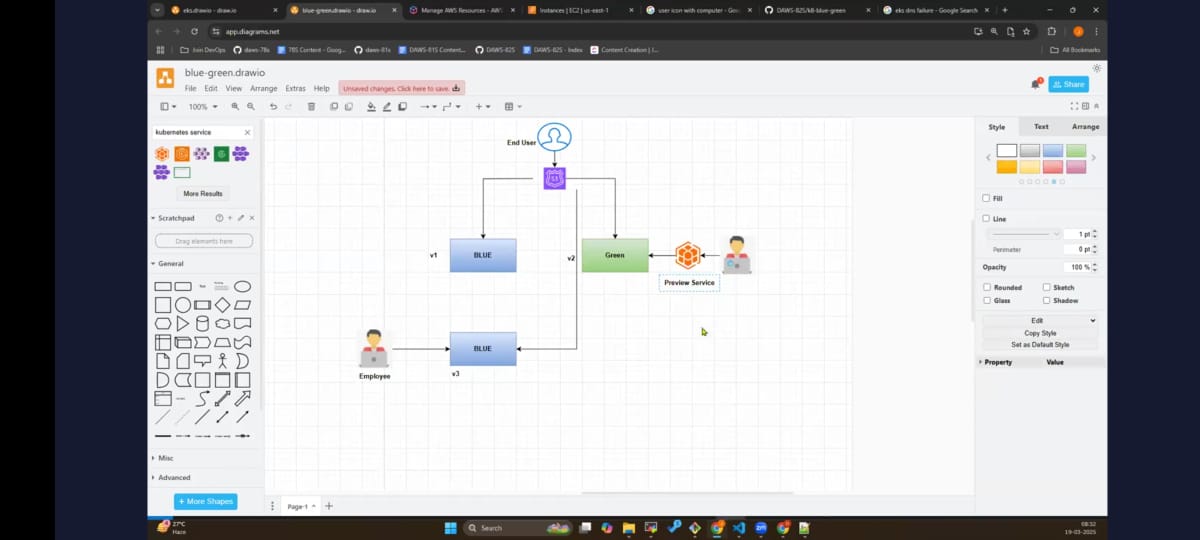 eks.drawio - draw.io
blue-green.drawio - draw.io
Manage AWS Resources - AW
Instances | EC2 | us-east-1
user icon with computer - Goo
DAWS-82S/k8-blue-green
eks dns failure - Google Search
app.diagrams.net
Join DevOps
daws-78s
78S Content - Goog...
daws-81s
DAWS-81S Content...
DAWS-82S
DAWS-82S - Index
Content Creation | J...
All Bookmarks
blue-green.drawio
File Edit View Arrange Extras Help
Unsaved changes. Click here to save.
Share
100%
kubernetes service
More Results
Scratchpad
Drag elements here
General
Text
Misc
Advanced
+ More Shapes
End User
v1
BLUE
v2
Green
Preview Service
BLUE
v3
Employee
Page-1
Style Text Arrange
Fill
Line
1 pt
Perimeter
0 pt
Opacity
100 %
Rounded
Sketch
Glass
Shadow
Edit
Copy Style
Set as Default Style
Property Value
27°C
Haze
Search
08:32
19-03-2025